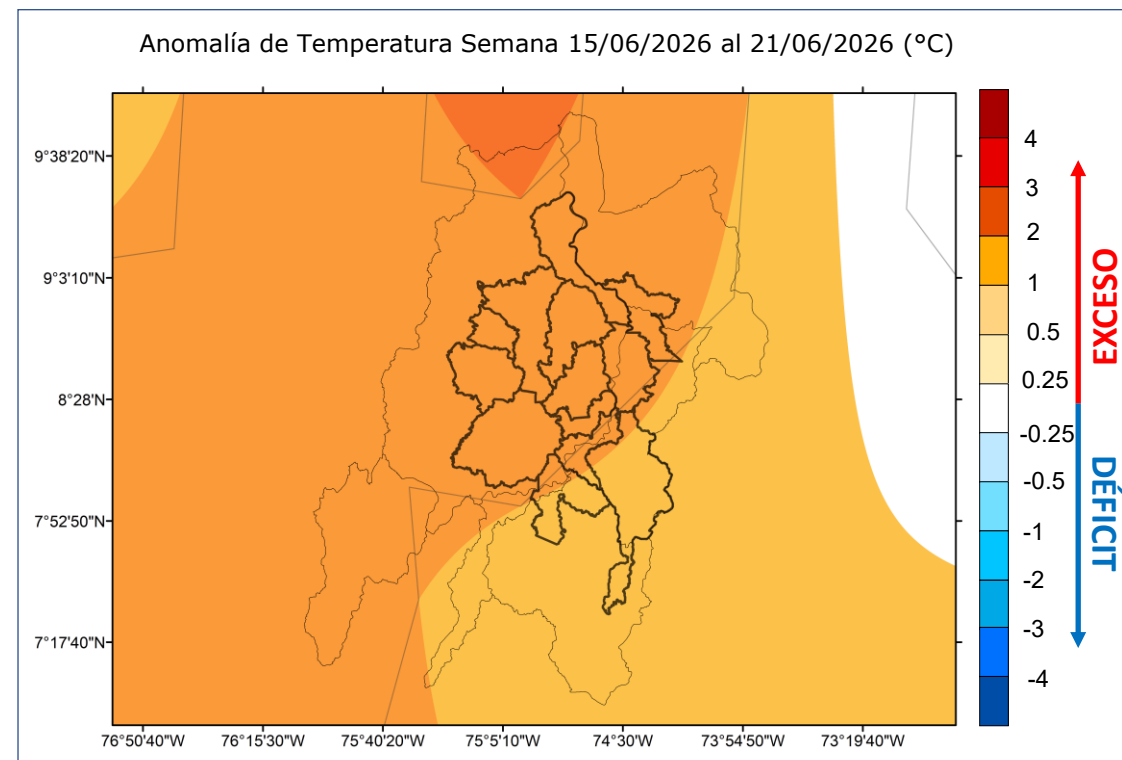 Anomalía de Temperatura Semana 15/06/2026 al 21/06/2026 (°C)
9°38'20"N
9°3'10"N
8°28'N
7°52'50"N
7°17'40"N
76°50'40"W
76°15'30"W
75°40'20"W
75°5'10"W
74°30'W
73°54'50"W
73°19'40"W
4
3
2
1
0.5
0.25
-0.25
-0.5
-1
-2
-3
-4
EXCESO
DÉFICIT